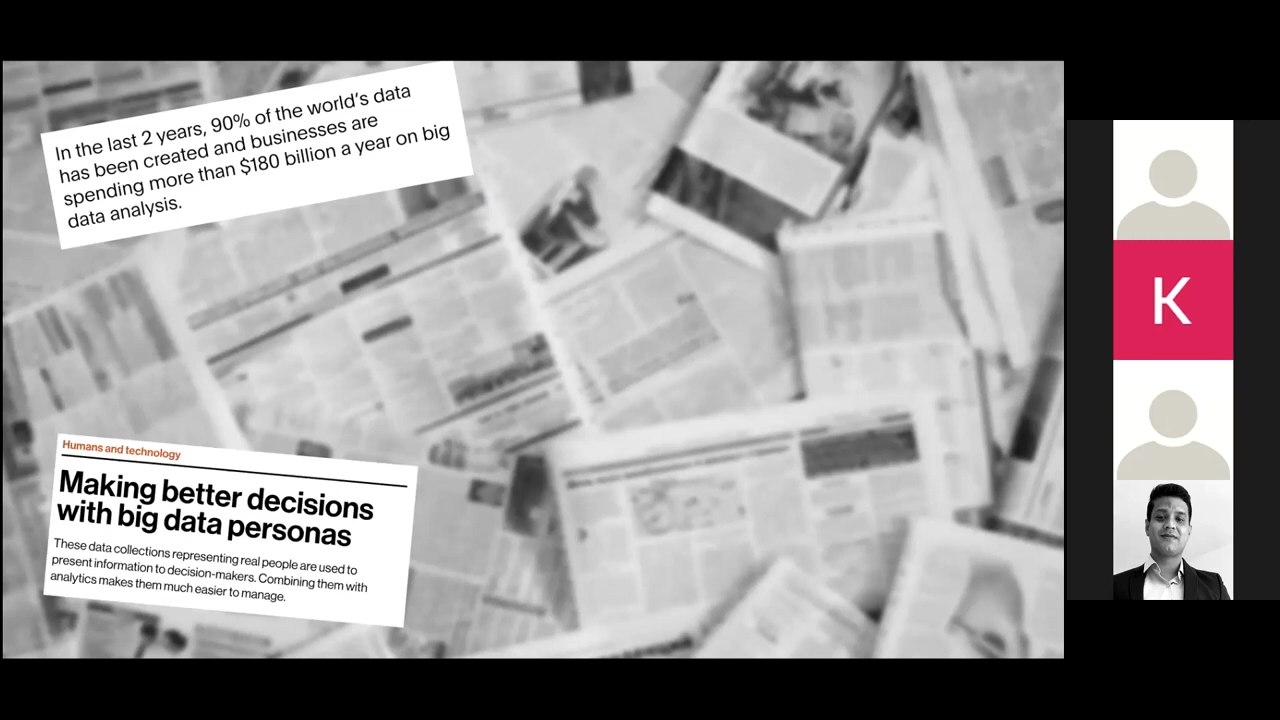 In the last 2 years, 90% of the world's data
has been created and businesses are
spending more than $180 billion a year on big
data analysis.
Humans and technology
Making better decisions
with big data personas
These data collections representing real people are used to
present information to decision-makers. Combining them with
analytics makes them much easier to manage.
K